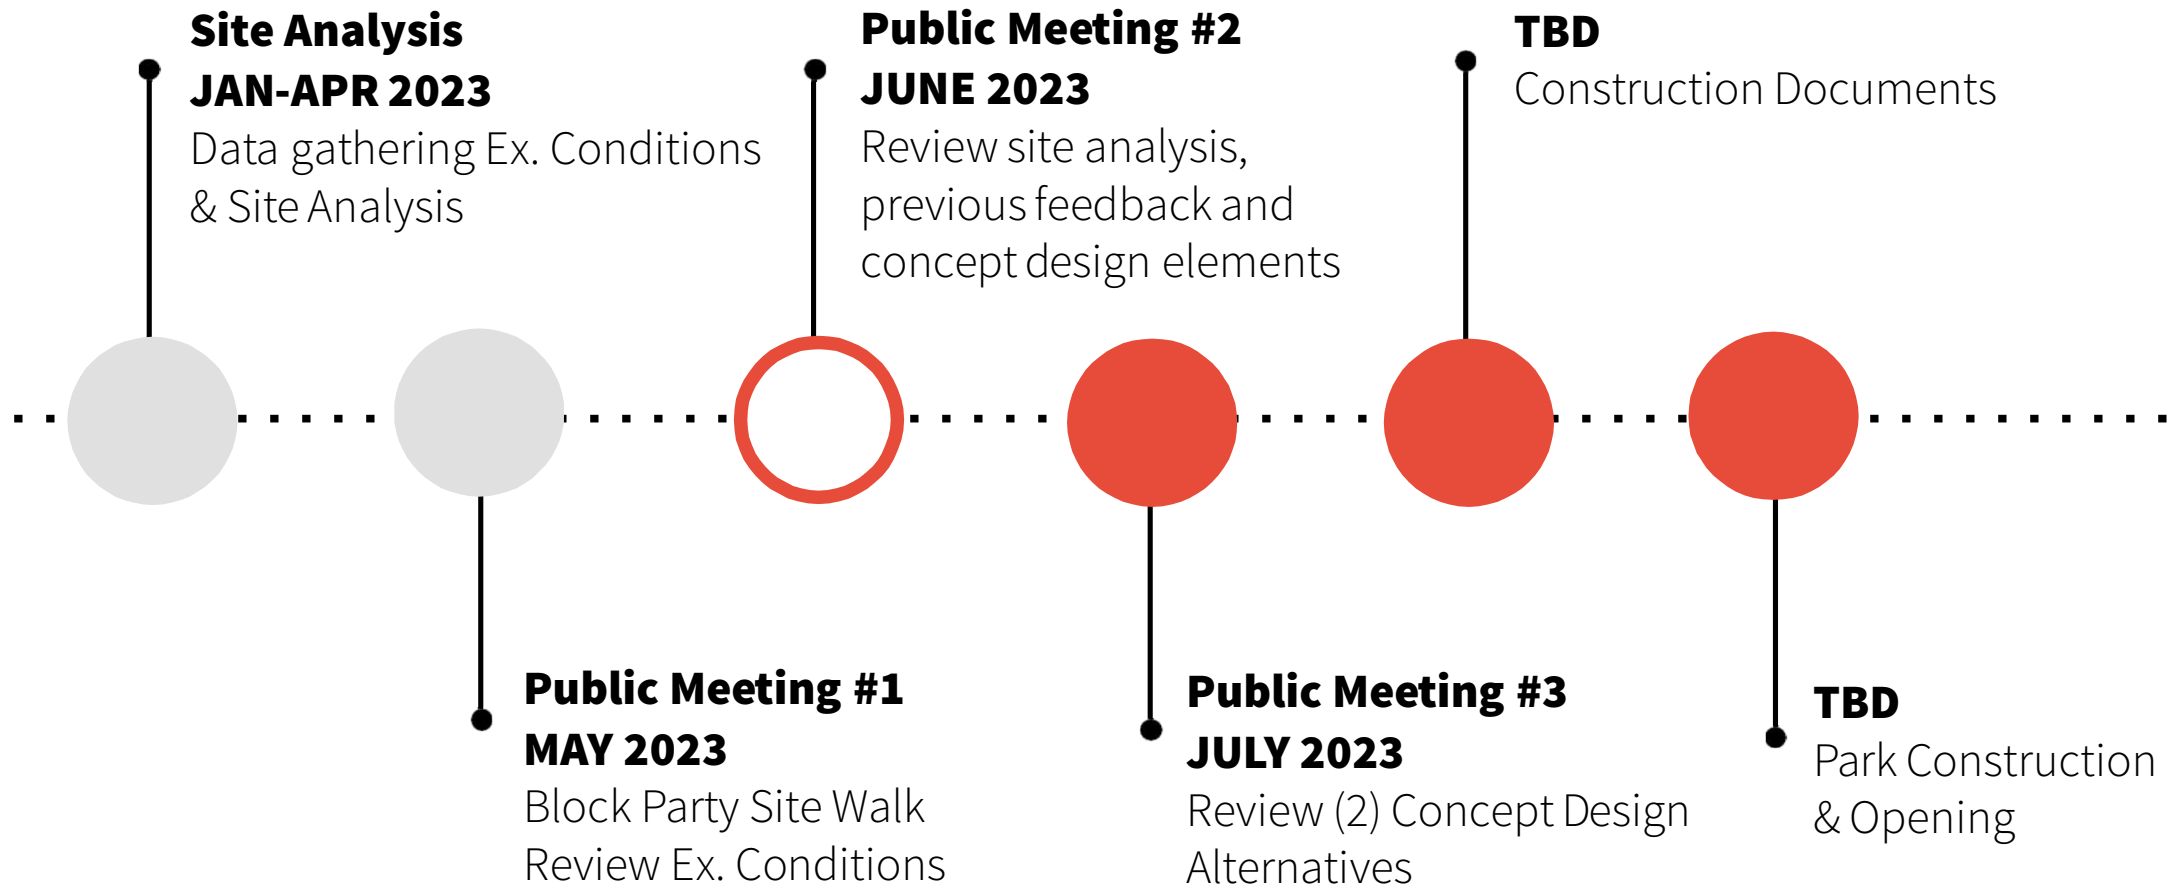 Site Analysis
JAN-APR 2023
Data gathering Ex. Conditions
& Site Analysis
Public Meeting #1
MAY 2023
Block Party Site Walk
Review Ex. Conditions
Public Meeting #2
JUNE 2023
Review site analysis,
previous feedback and
concept design elements
Public Meeting #3
JULY 2023
Review (2) Concept Design
Alternatives
TBD
Construction Documents
TBD
Park Construction
& Opening